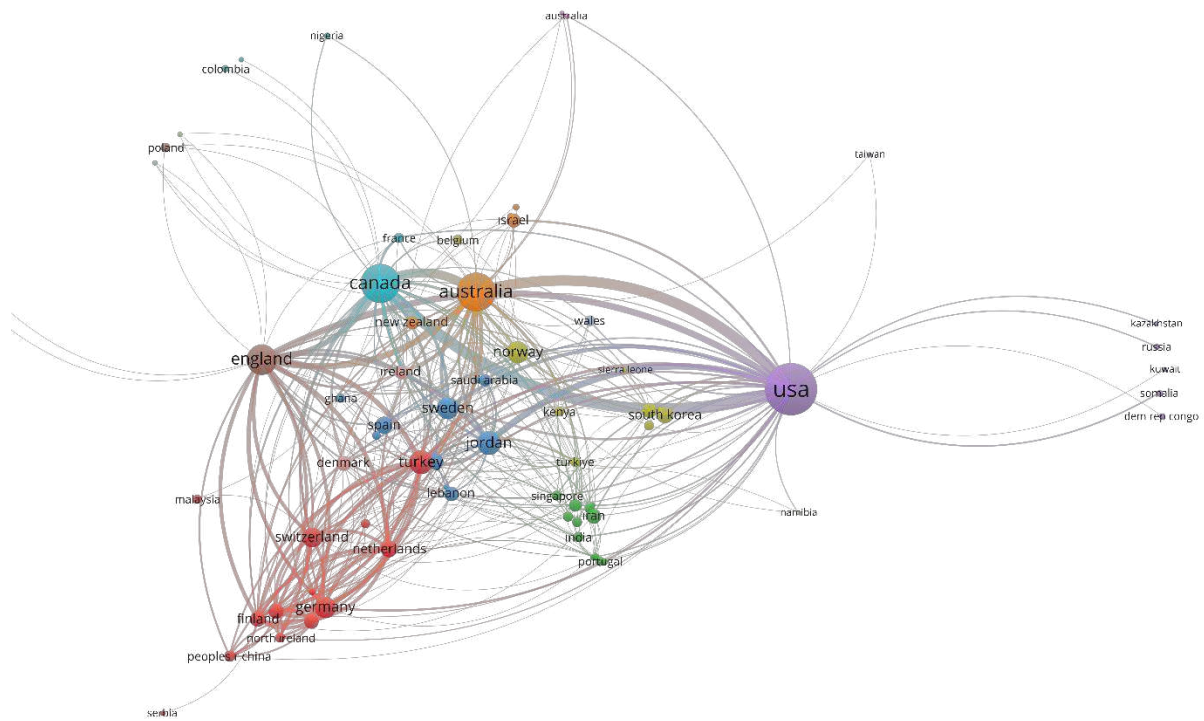 australia
nigeria
colombia
poland
taiwan
israel
france
belgium
canada
australia
new zealand
wales
kazakhstan
russia
england
norway
ireland
sierra leone
kuwait
saudi arabia
usa
somalia
ghana
sweden
kenya
south korea
dem rep congo
spain
jordan
denmark
turkey
turkiye
malaysia
lebanon
singapore
iran
namibia
switzerland
india
netherlands
portugal
germany
finland
north ireland
peoples r china
serbia